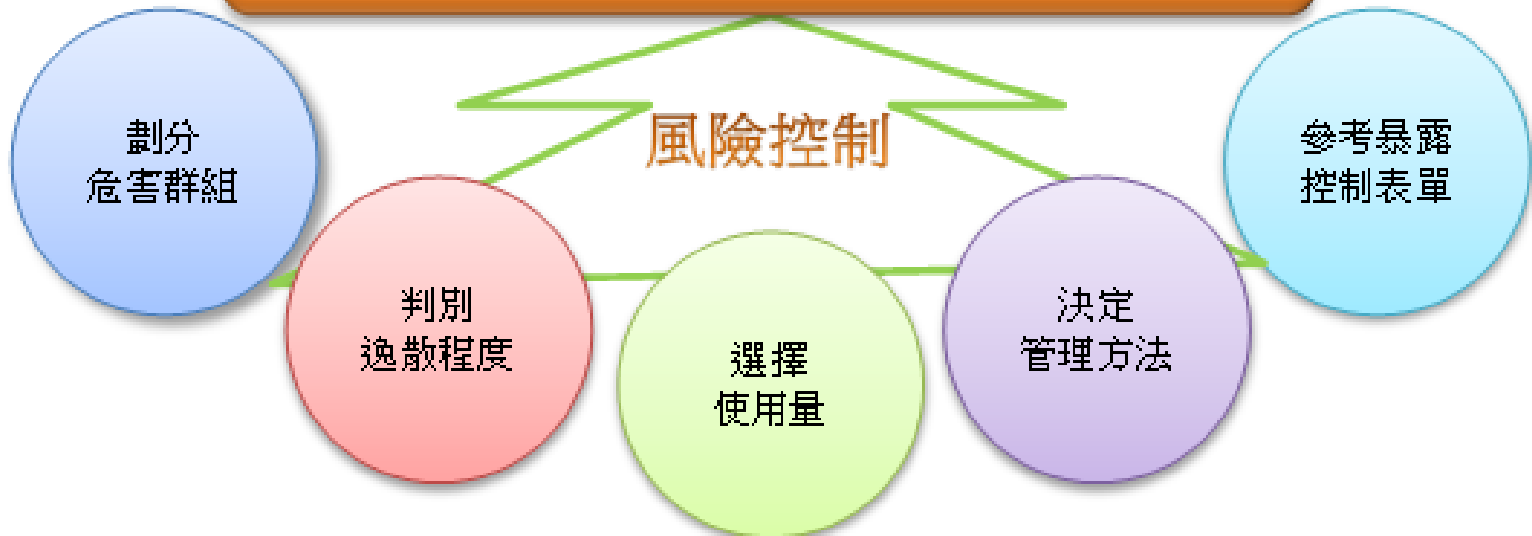 風險控制
劃分
危害群組
判別
逸散程度
選擇
使用量
決定
管理方法
參考暴露
控制表單